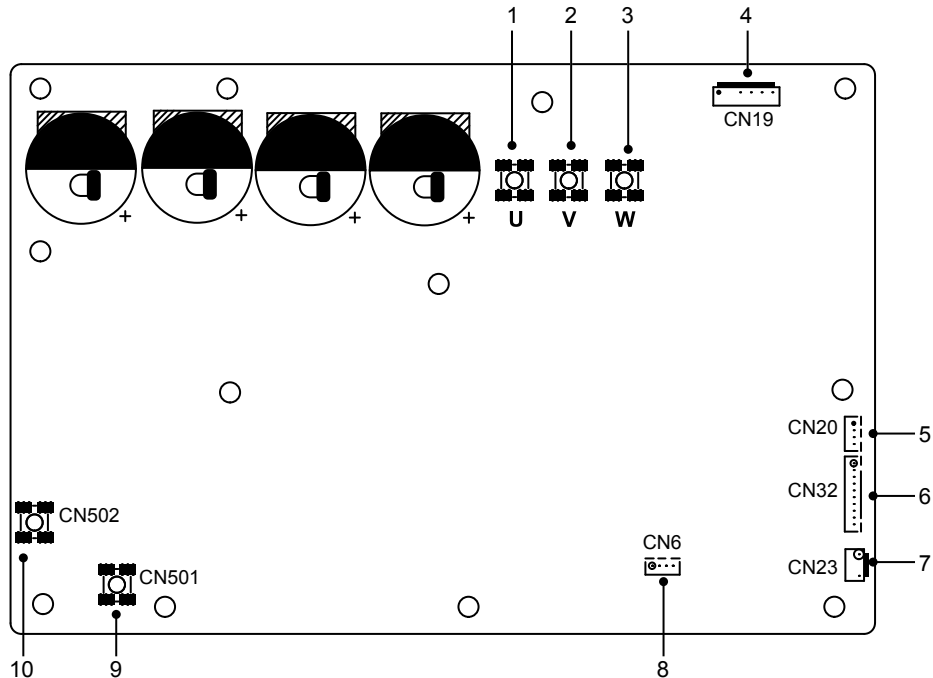 1 2 3 4
CN19
+ + + +
U V W
CN20 5
CN32 6
CN502
CN6
CN501
CN23 7
10 9 8